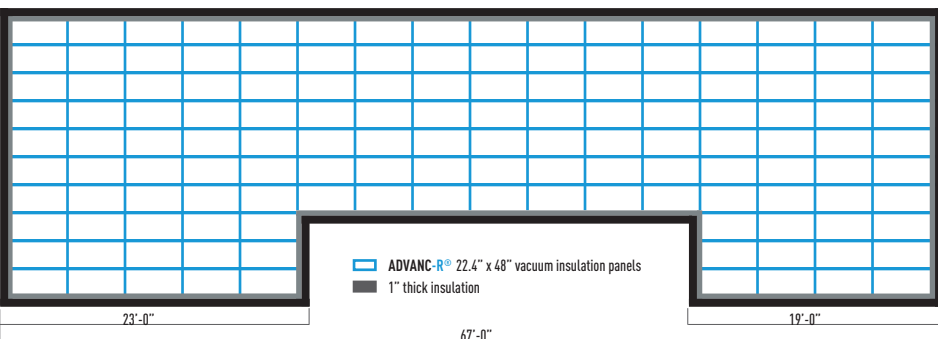 ADVANC-R® 22.4" x 48" vacuum insulation panels
1" thick insulation
23'-0"
19'-0"
67'-0"